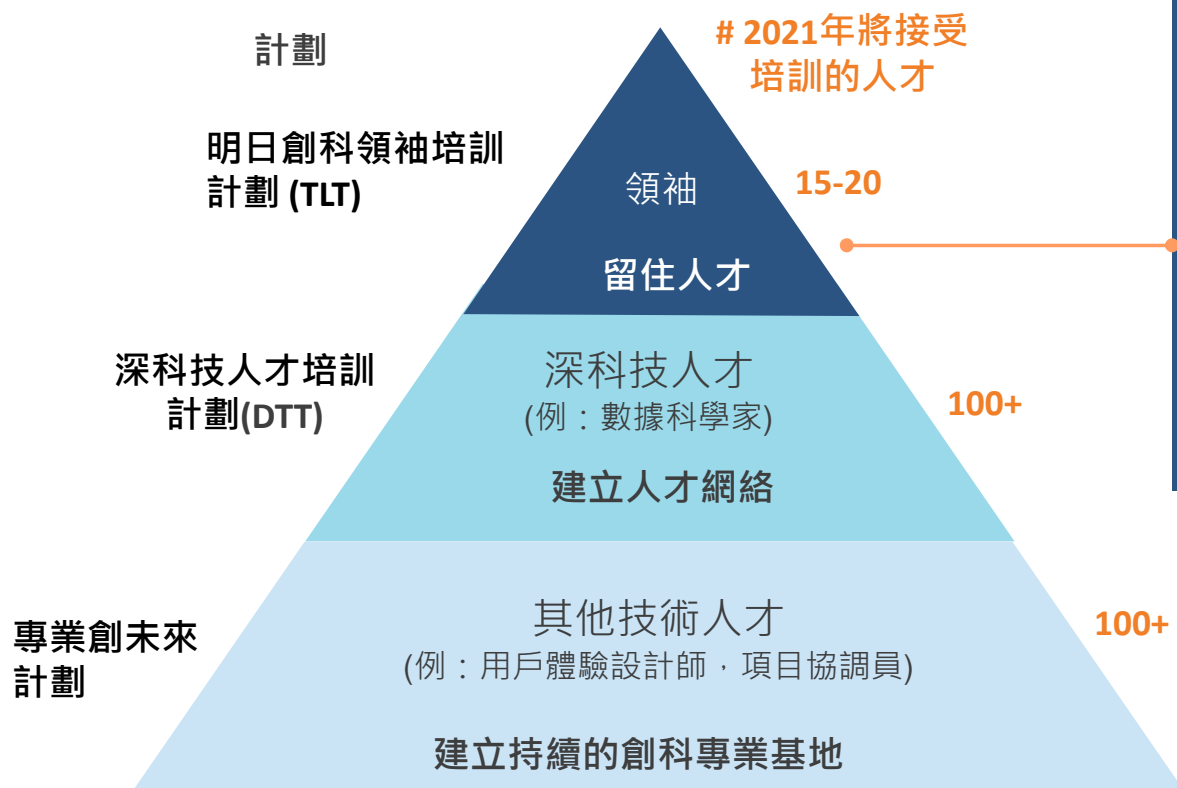 計劃
# 2021年將接受
培訓的人才
明日創科領袖培訓
計劃 (TLT)
領袖
15-20
留住人才
深科技人才培訓
計劃(DTT)
深科技人才
(例：數據科學家)
100+
建立人才網絡
專業創未來
計劃
其他技術人才
(例：用戶體驗設計師，項目協調員)
100+
建立持續的創科專業基地